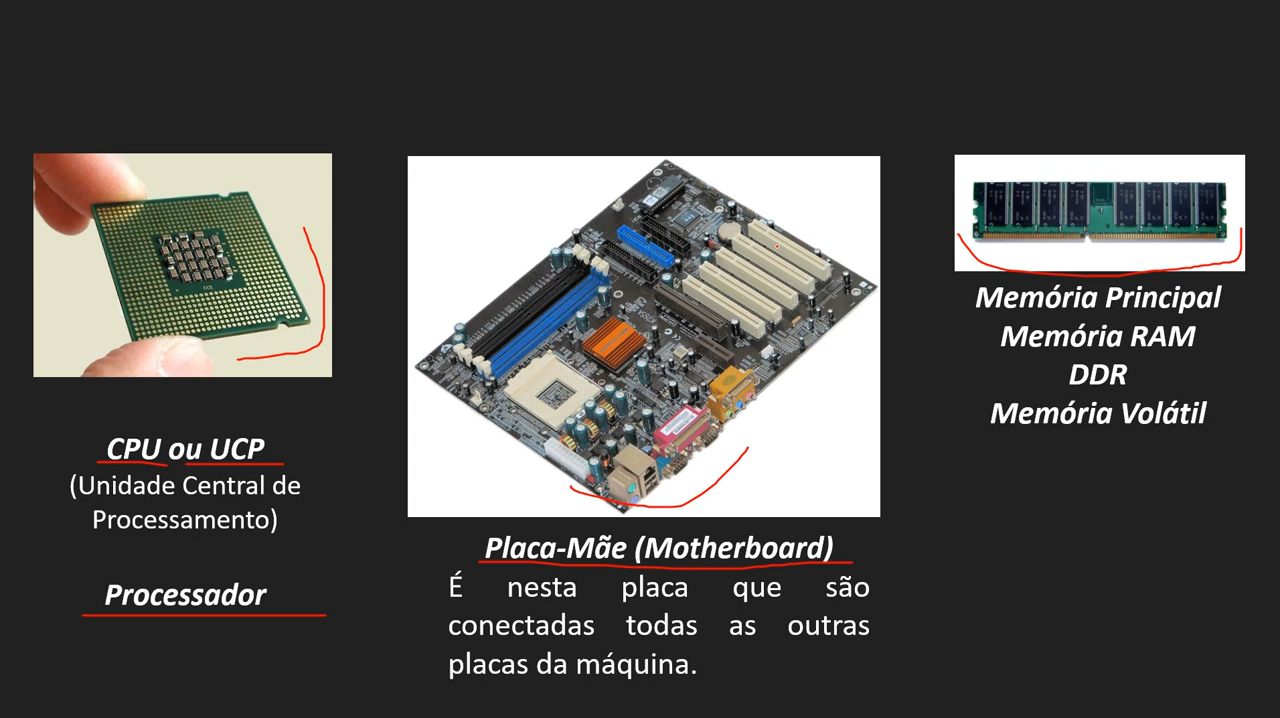 CPU ou UCP
(Unidade Central de
Processamento)
Processador
Placa-Mãe (Motherboard)
É nesta placa que são
conectadas todas as outras
placas da máquina.
Memória Principal
Memória RAM
DDR
Memória Volátil